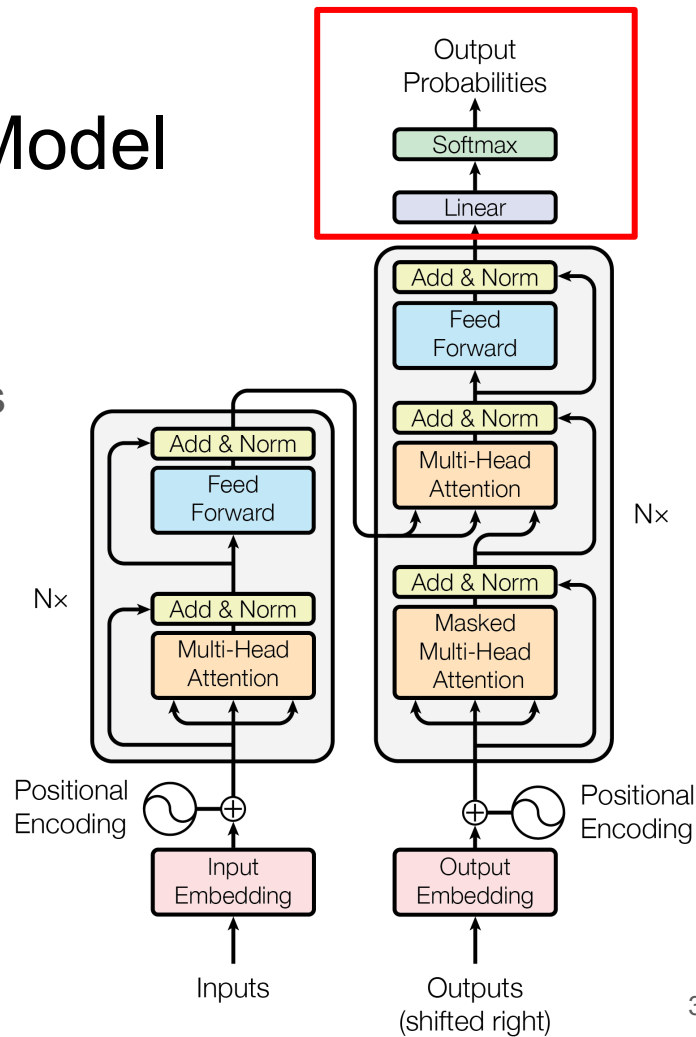 Output
Probabilities
Model
Softmax
Linear
Add & Norm
Feed
Forward
s
Add & Norm
Add & Norm
Multi-Head
Attention
Feed
Forward
N×
N×
Add & Norm
Add & Norm
Masked
Multi-Head
Attention
Multi-Head
Attention
Positional
Encoding
Positional
Encoding
Input
Embedding
Output
Embedding
Inputs
Outputs
(shifted right)
3